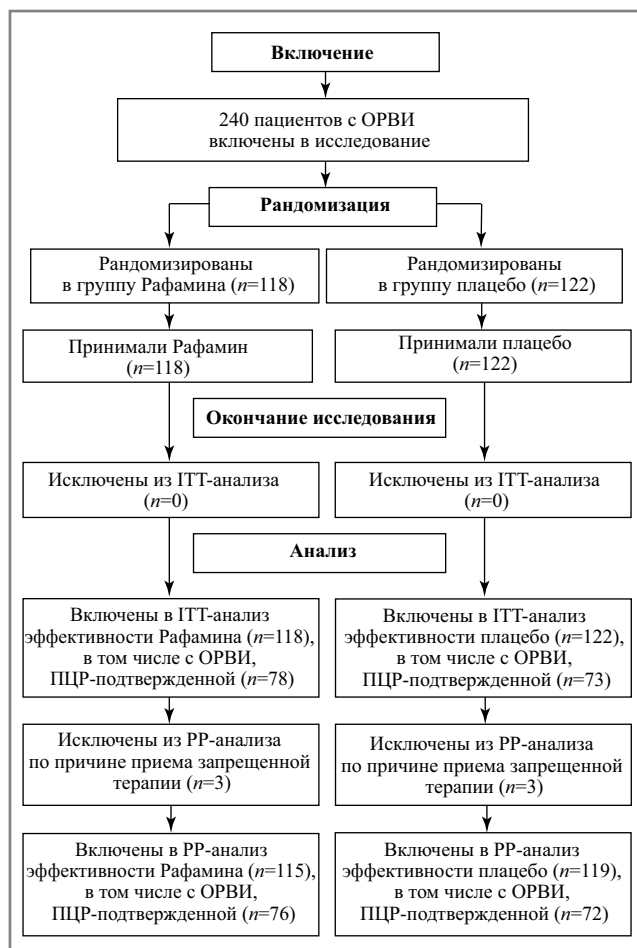 Включение
240 пациентов с ОРВИ
включены в исследование
Рандомизация
Рандомизированы
в группу Рафамина (n=118)
Рандомизированы
в группу плацебо (n=122)
Принимали Рафамин
(n=118)
Принимали плацебо
(n=122)
Окончание исследования
Исключены из ITT-анализа
(n=0)
Исключены из ITT-анализа
(n=0)
Анализ
Включены в ITT-анализ
эффективности Рафамина (n=118),
в том числе с ОРВИ,
ПЦР-подтвержденной (n=78)
Включены в ITT-анализ
эффективности плацебо (n=122),
в том числе с ОРВИ,
ПЦР-подтвержденной (n=73)
Исключены из PP-анализа
по причине приема запрещенной
терапии (n=3)
Исключены из PP-анализа
по причине приема запрещенной
терапии (n=3)
Включены в PP-анализ
эффективности Рафамина (n=115),
в том числе с ОРВИ,
ПЦР-подтвержденной (n=76)
Включены в PP-анализ
эффективности плацебо (n=119),
в том числе с ОРВИ,
ПЦР-подтвержденной (n=72)